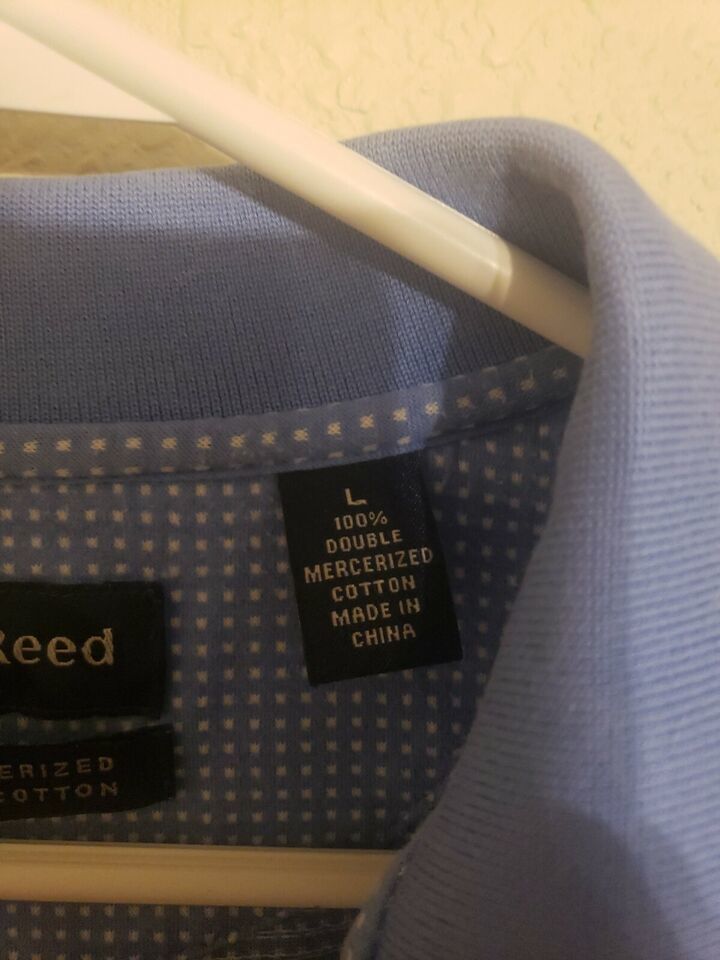 L
100%
DOUBLE
MERCERIZED
COTTON
MADE IN
CHINA
Reed
ERIZED
COTTON